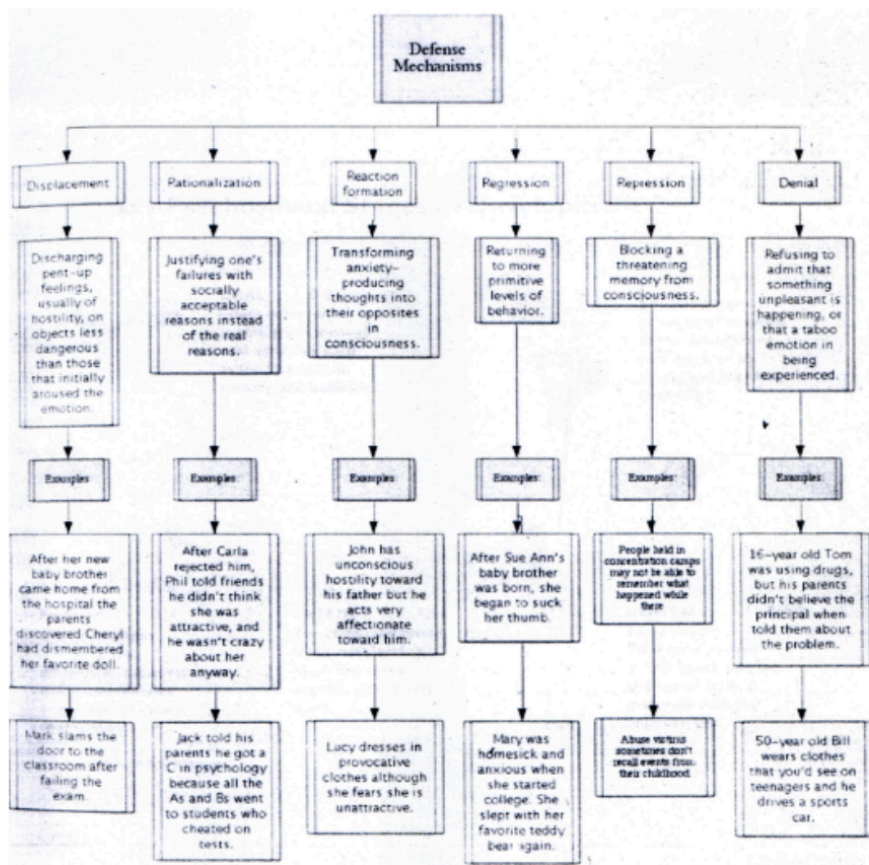 Defense
Mechanisms
Displacement
Rationalization
Reaction
formation
Regression
Repression
Denial
Discharging
pent-up
feelings,
usually of
hostility, on
objects less
dangerous
than those
that initially
aroused the
emotion.
Justifying one's
failures with
socially
acceptable
reasons instead
of the real
reasons.
Transforming
anxiety-
producing
thoughts into
their opposites
in
consciousness.
Returning
to more
primitive
levels of
behavior.
Blocking a
threatening
memory from
consciousness.
Refusing to
admit that
something
unpleasant is
happening, or
that a taboo
emotion in
being
experienced.
Examples
Examples
Examples
Examples
Examples
Examples
After her new
baby brother
came home from
the hospital the
parents
discovered Cheryl
had dismembered
her favorite doll.
After Carla
rejected him,
Phil told friends
he didn't think
she was
attractive, and
he wasn't crazy
about her
anyway.
John has
unconscious
hostility toward
his father but he
acts very
affectionate
toward him.
After Sue Ann's
baby brother
was born, she
began to suck
her thumb.
People held in
concentration camps
may not be able to
remember what
happened while
there
16-year old Tom
was using drugs,
but his parents
didn't believe the
principal when
told them about
the problem.
Mark slams the
door to the
classroom after
failing the
exam.
Jack told his
parents he got a
C in psychology
because all the
As and Bs went
to students who
cheated on
tests.
Lucy dresses in
provocative
clothes although
she fears she is
unattractive.
Mary was
homesick and
anxious when
she started
college. She
slept with her
favorite teddy
bear again.
Abuse victims
sometimes don't
recall events from
their childhood
50-year old Bill
wears clothes
that you'd see on
teenagers and he
drives a sports
car.